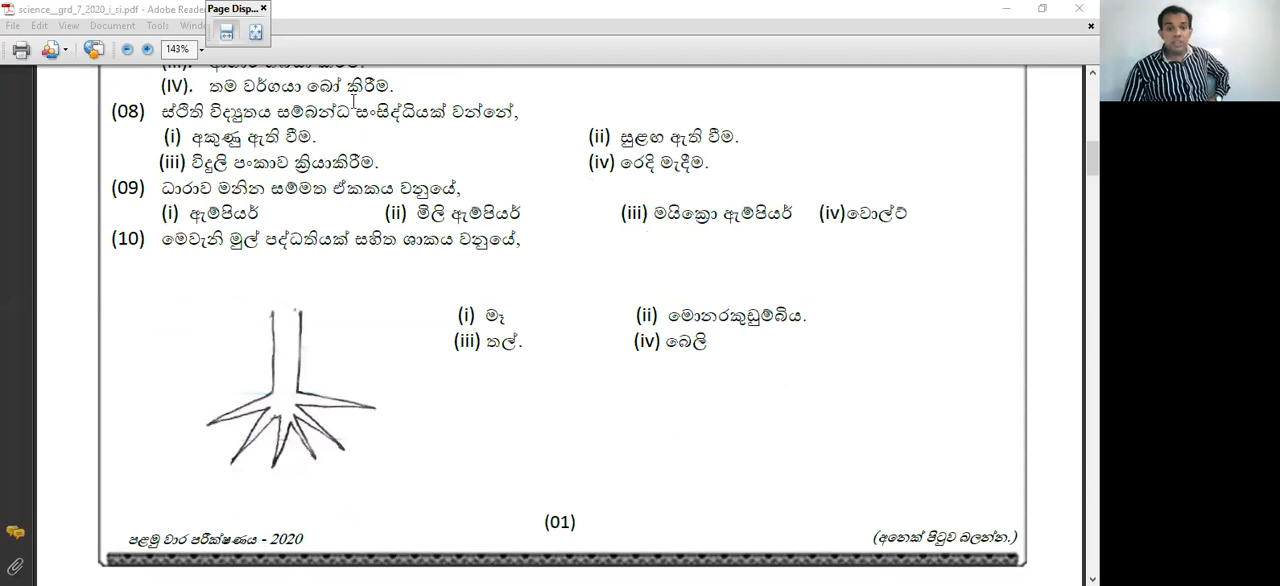 science__grd_7_2020_i_si.pdf - Adobe Reader
Page Disp...
File Edit View Document Tools
143%
(IV). තම වර්ගයා බෝ කිරීම.
(08) ස්ථිති විද්‍යුතය සම්බන්ධ සංසිද්ධියක් වන්නේ,
(i) අකුණු ඇති වීම. (ii) සුළඟ ඇති වීම.
(iii) විදුලි පංකාව ක්‍රියාකිරීම. (iv) රෙදි මැදීම.
(09) ධාරාව මනින සම්මත ඒකකය වනුයේ,
(i) ඇම්පියර් (ii) මිලි ඇම්පියර් (iii) මයික්‍රො ඇම්පියර් (iv)වොල්ට්
(10) මෙවැනි මුල් පද්ධතියක් සහිත ශාකය වනුයේ,
(i) මෑ (ii) මොනරකුඩුම්බිය.
(iii) තල්. (iv) බෙලි
(01)
පළමු වාර පරීක්ෂණය - 2020 (අනෙක් පිටුව බලන්න.)